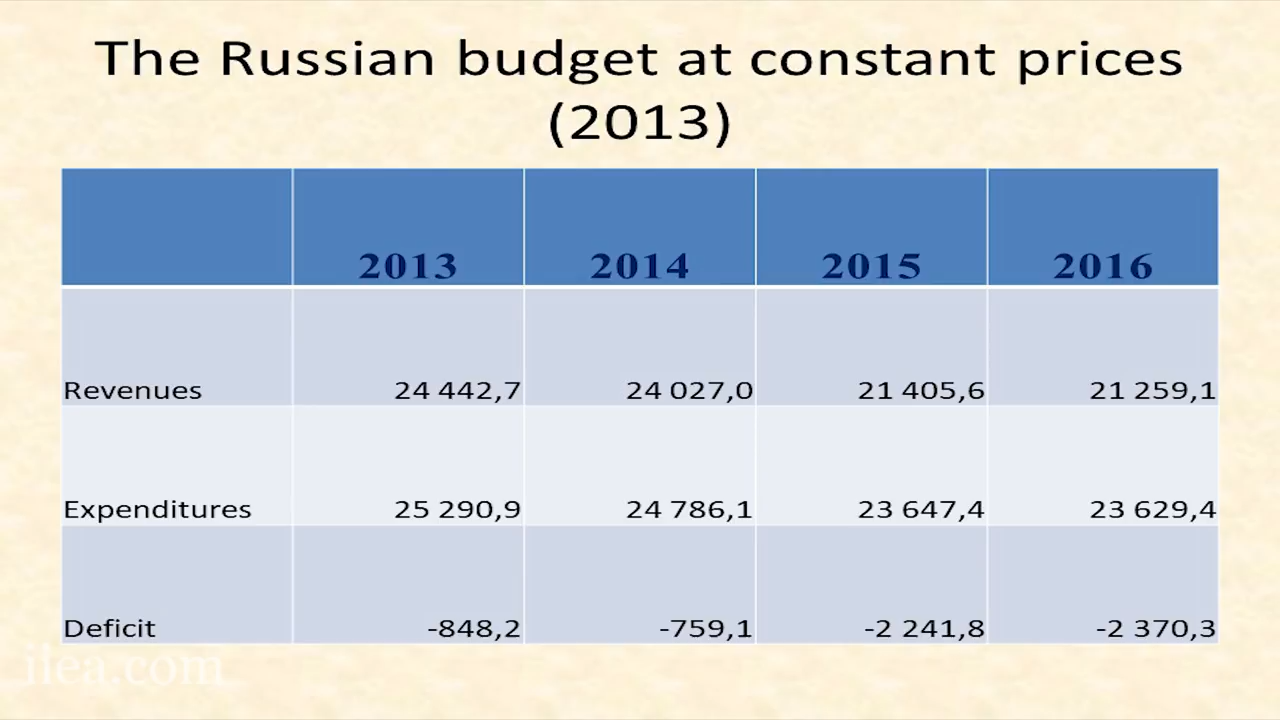 The Russian budget at constant prices
(2013)
2013 2014 2015 2016
Revenues 24 442,7 24 027,0 21 405,6 21 259,1
Expenditures 25 290,9 24 786,1 23 647,4 23 629,4
Deficit -848,2 -759,1 -2 241,8 -2 370,3
ilea.com